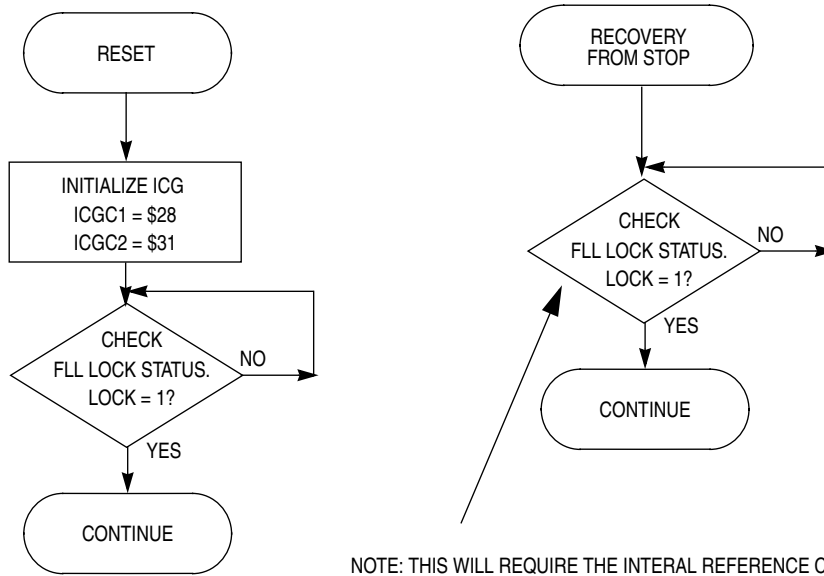 RESET
INITIALIZE ICG
ICGC1 = $28
ICGC2 = $31
CHECK
FLL LOCK STATUS.
LOCK = 1?
NO
YES
CONTINUE
RECOVERY
FROM STOP
CHECK
FLL LOCK STATUS.
LOCK = 1?
NO
YES
CONTINUE
NOTE: THIS WILL REQUIRE THE INTERAL REFERENCE